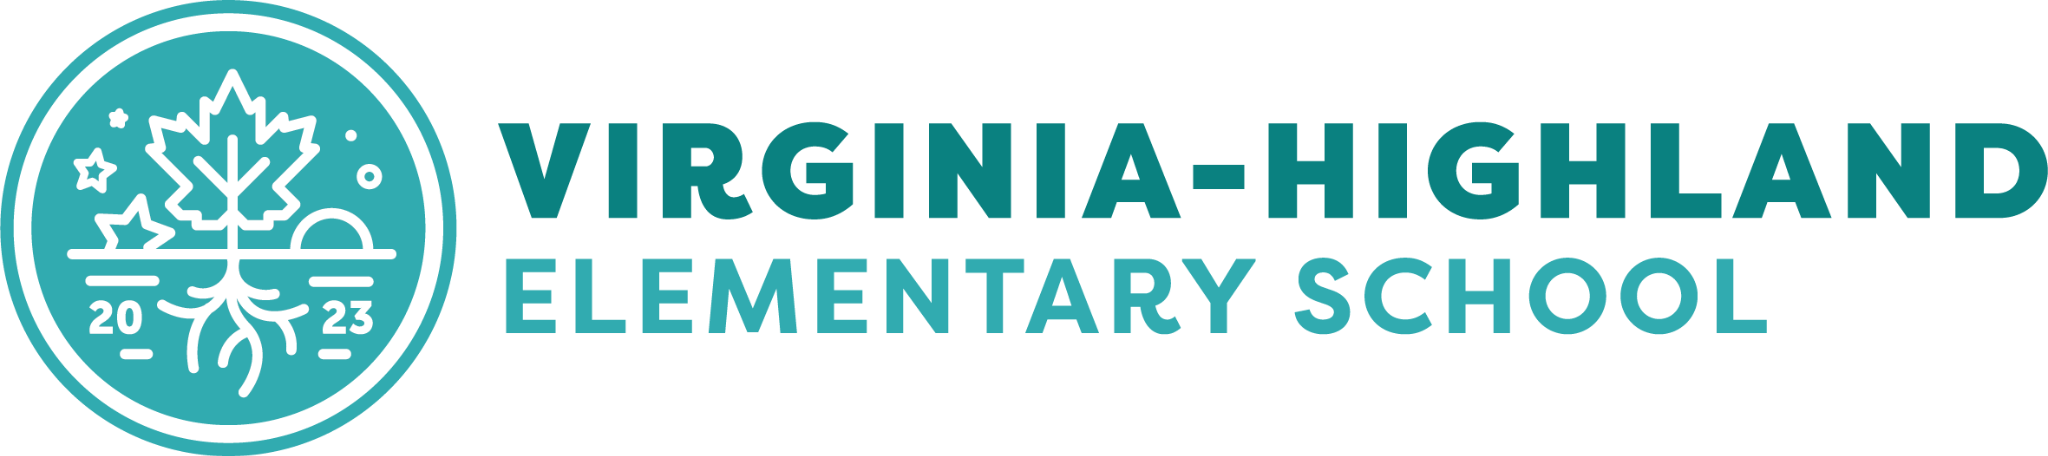 20 23
VIRGINIA-HIGHLAND
ELEMENTARY SCHOOL